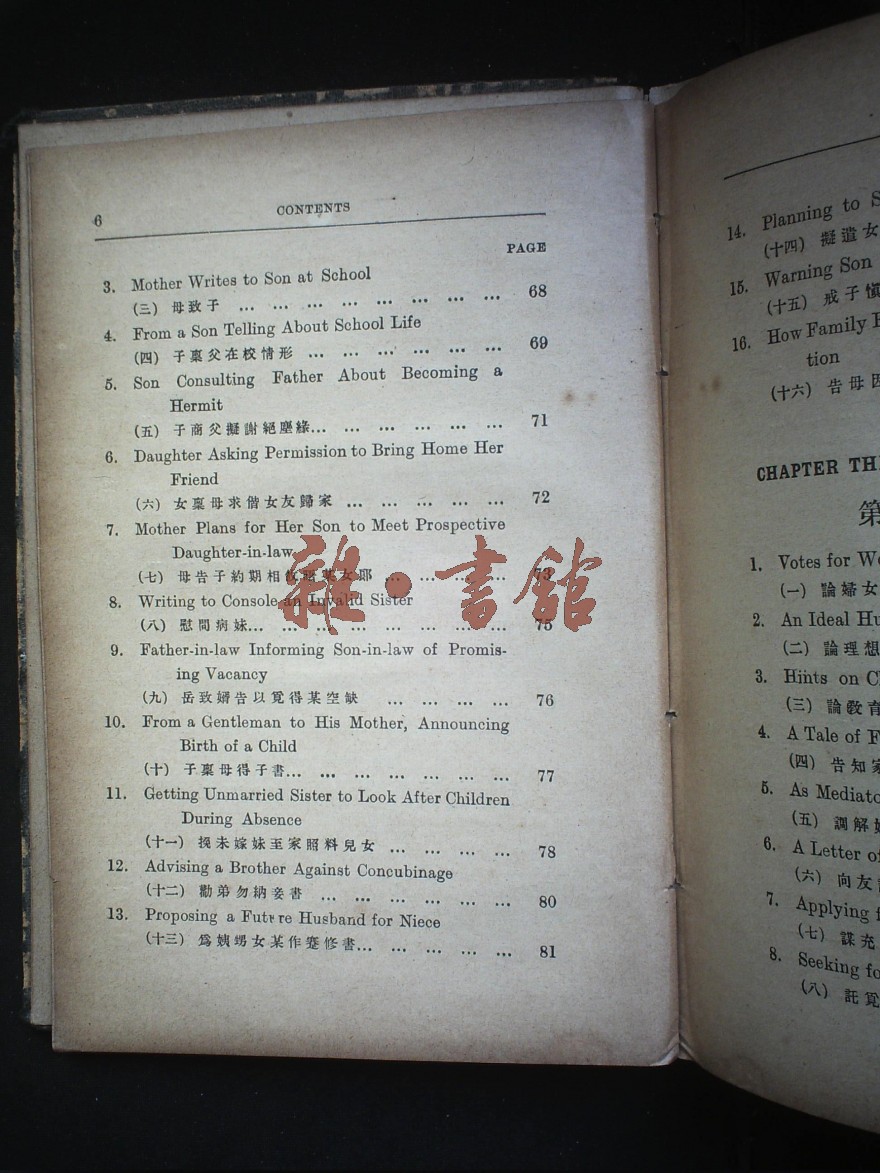 6 CONTENTS
PAGE
3. Mother Writes to Son at School
(三) 母致子 ... ... ... ... ... ... ... ... 68
4. From a Son Telling About School Life
(四) 子禀父在校情形 ... ... ... ... ... ... 69
5. Son Consulting Father About Becoming a
Hermit
(五) 子商父擬謝絕塵緣... ... ... ... ... ... 71
6. Daughter Asking Permission to Bring Home Her
Friend
(六) 女禀母求偕女友歸家 ... ... ... ... ... 72
7. Mother Plans for Her Son to Meet Prospective
Daughter-in-law
(七) 母告子約期相 女郎 ... ... ... ... 73
8. Writing to Console an Invalid Sister
(八) 慰問病妹... ... ... ... ... ... ... ... 75
9. Father-in-law Informing Son-in-law of Promis-
ing Vacancy
(九) 岳致婿告以覓得某空缺 ... ... ... ... 76
10. From a Gentleman to His Mother, Announcing
Birth of a Child
(十) 子禀母得子書... ... ... ... ... ... ... 77
11. Getting Unmarried Sister to Look After Children
During Absence
(十一) 挽未嫁妹至家照料兒女 ... ... ... ... 78
12. Advising a Brother Against Concubinage
(十二) 勸弟勿納妾書 ... ... ... ... ... ... 80
13. Proposing a Future Husband for Niece
(十三) 爲姨甥女某作蹇修書... ... ... ... ... 81
雜·書館
14. Planning to S
(十四) 擬遣女
15. Warning Son
(十五) 戒子愼
16. How Family
tion
(十六) 告母因
CHAPTER TH
第
1. Votes for Wo
(一) 論婦女
2. An Ideal Hu
(二) 論理想
3. Hints on C
(三) 論敎育
4. A Tale of F
(四) 告知家
5. As Mediato
(五) 調解
6. A Letter of
(六) 向友
7. Applying f
(七) 謀充
8. Seeking fo
(八) 託覓